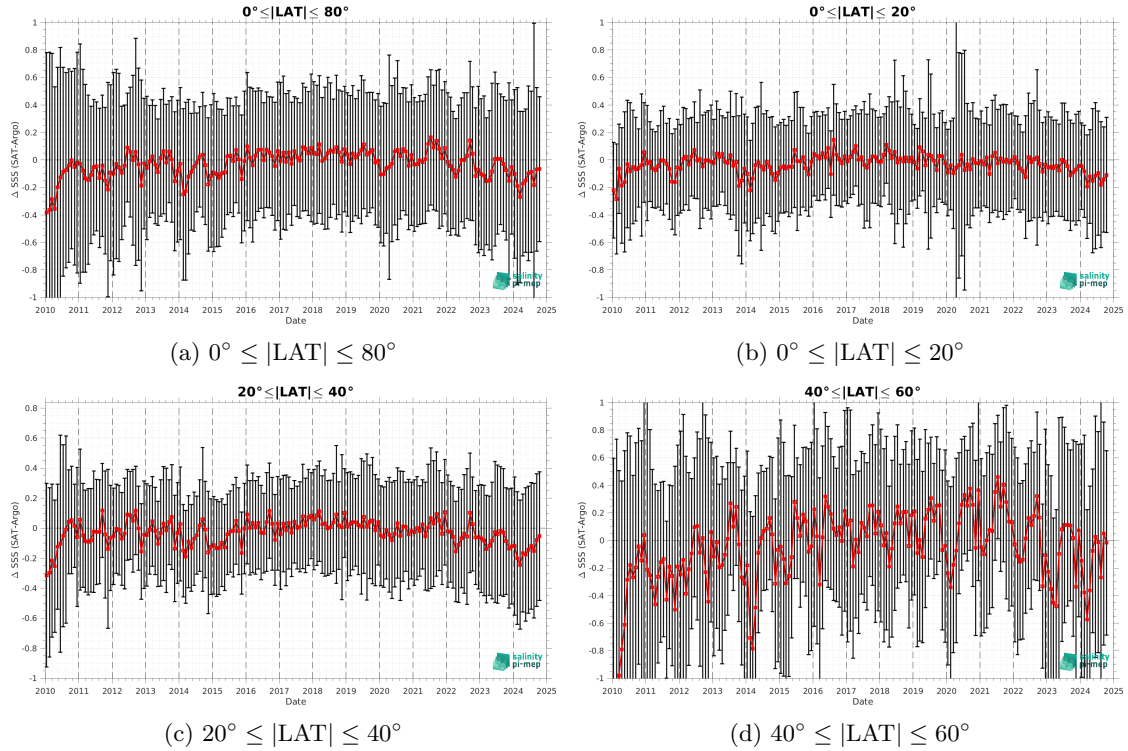 0°≤|LAT|≤ 80°
1
0.8
0.6
0.4
0.2
0
-0.2
-0.4
-0.6
-0.8
-1
Δ SSS (SAT-Argo)
2010 2011 2012 2013 2014 2015 2016 2017 2018 2019 2020 2021 2022 2023 2024 2025
Date
salinity
pi-mep
(a) 0° ≤ |LAT| ≤ 80°
0°≤|LAT|≤ 20°
1
0.8
0.6
0.4
0.2
0
-0.2
-0.4
-0.6
-0.8
-1
Δ SSS (SAT-Argo)
2010 2011 2012 2013 2014 2015 2016 2017 2018 2019 2020 2021 2022 2023 2024 2025
Date
salinity
pi-mep
(b) 0° ≤ |LAT| ≤ 20°
20°≤|LAT|≤ 40°
0.8
0.6
0.4
0.2
0
-0.2
-0.4
-0.6
-0.8
-1
Δ SSS (SAT-Argo)
2010 2011 2012 2013 2014 2015 2016 2017 2018 2019 2020 2021 2022 2023 2024 2025
Date
salinity
pi-mep
(c) 20° ≤ |LAT| ≤ 40°
40°≤|LAT|≤ 60°
1
0.8
0.6
0.4
0.2
0
-0.2
-0.4
-0.6
-0.8
-1
Δ SSS (SAT-Argo)
2010 2011 2012 2013 2014 2015 2016 2017 2018 2019 2020 2021 2022 2023 2024 2025
Date
salinity
pi-mep
(d) 40° ≤ |LAT| ≤ 60°